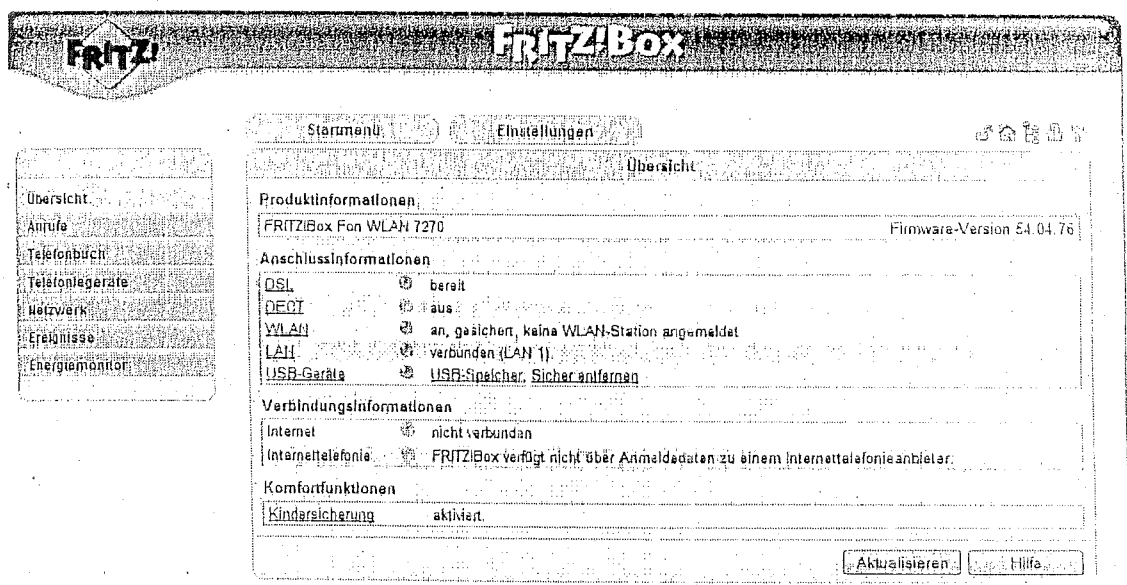 FRITZ!
FRITZ!Box
Startmenü
Einstellungen
Übersicht
Übersicht
Anrufe
Telefonbuch
Telefoniegeräte
Netzwerk
Ereignisse
Energiemonitor
Produktinformationen
FRITZ!Box Fon WLAN 7270 Firmware-Version 54.04.76
Anschlussinformationen
DSL bereit
DECT aus
WLAN an, gesichert, keine WLAN-Station angemeldet
LAN verbunden (LAN 1).
USB-Geräte USB-Speicher, Sicher entfernen
Verbindungsinformationen
Internet nicht verbunden
Internettelefonie FRITZ!Box verfügt nicht über Anmeldedaten zu einem Internettelefonieanbieter.
Komfortfunktionen
Kindersicherung aktiviert.
Aktualisieren
Hilfe